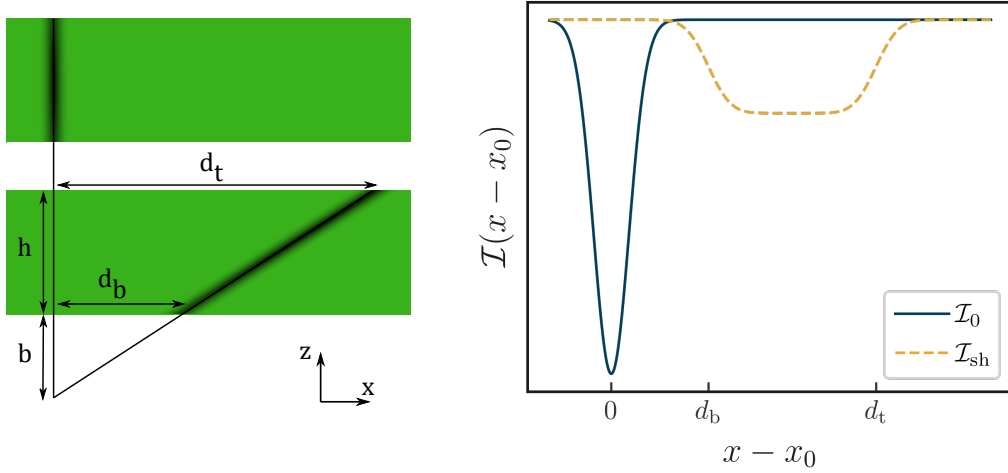 d_t
h
d_b
b
z
x
I(x − x_0)
I_0
I_sh
0
d_b
d_t
x − x_0